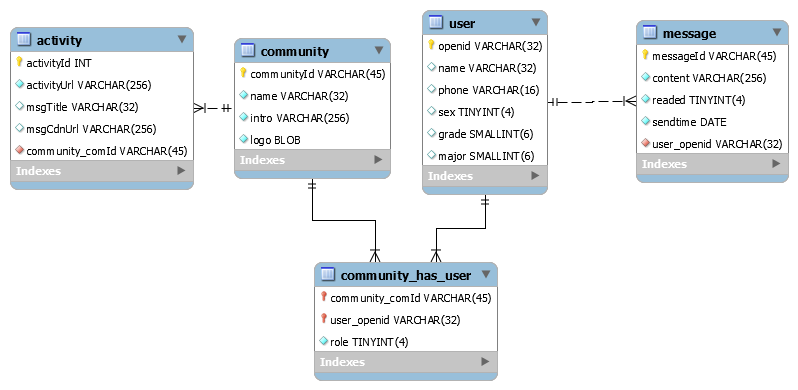 activity
activityId INT
activityUrl VARCHAR(256)
msgTitle VARCHAR(32)
msgCdnUrl VARCHAR(256)
community_comId VARCHAR(45)
Indexes
community
communityId VARCHAR(45)
name VARCHAR(32)
intro VARCHAR(256)
logo BLOB
Indexes
user
openid VARCHAR(32)
name VARCHAR(32)
phone VARCHAR(16)
sex TINYINT(4)
grade SMALLINT(6)
major SMALLINT(6)
Indexes
message
messageId VARCHAR(45)
content VARCHAR(256)
readed TINYINT(4)
sendtime DATE
user_openid VARCHAR(32)
Indexes
community_has_user
community_comId VARCHAR(45)
user_openid VARCHAR(32)
role TINYINT(4)
Indexes